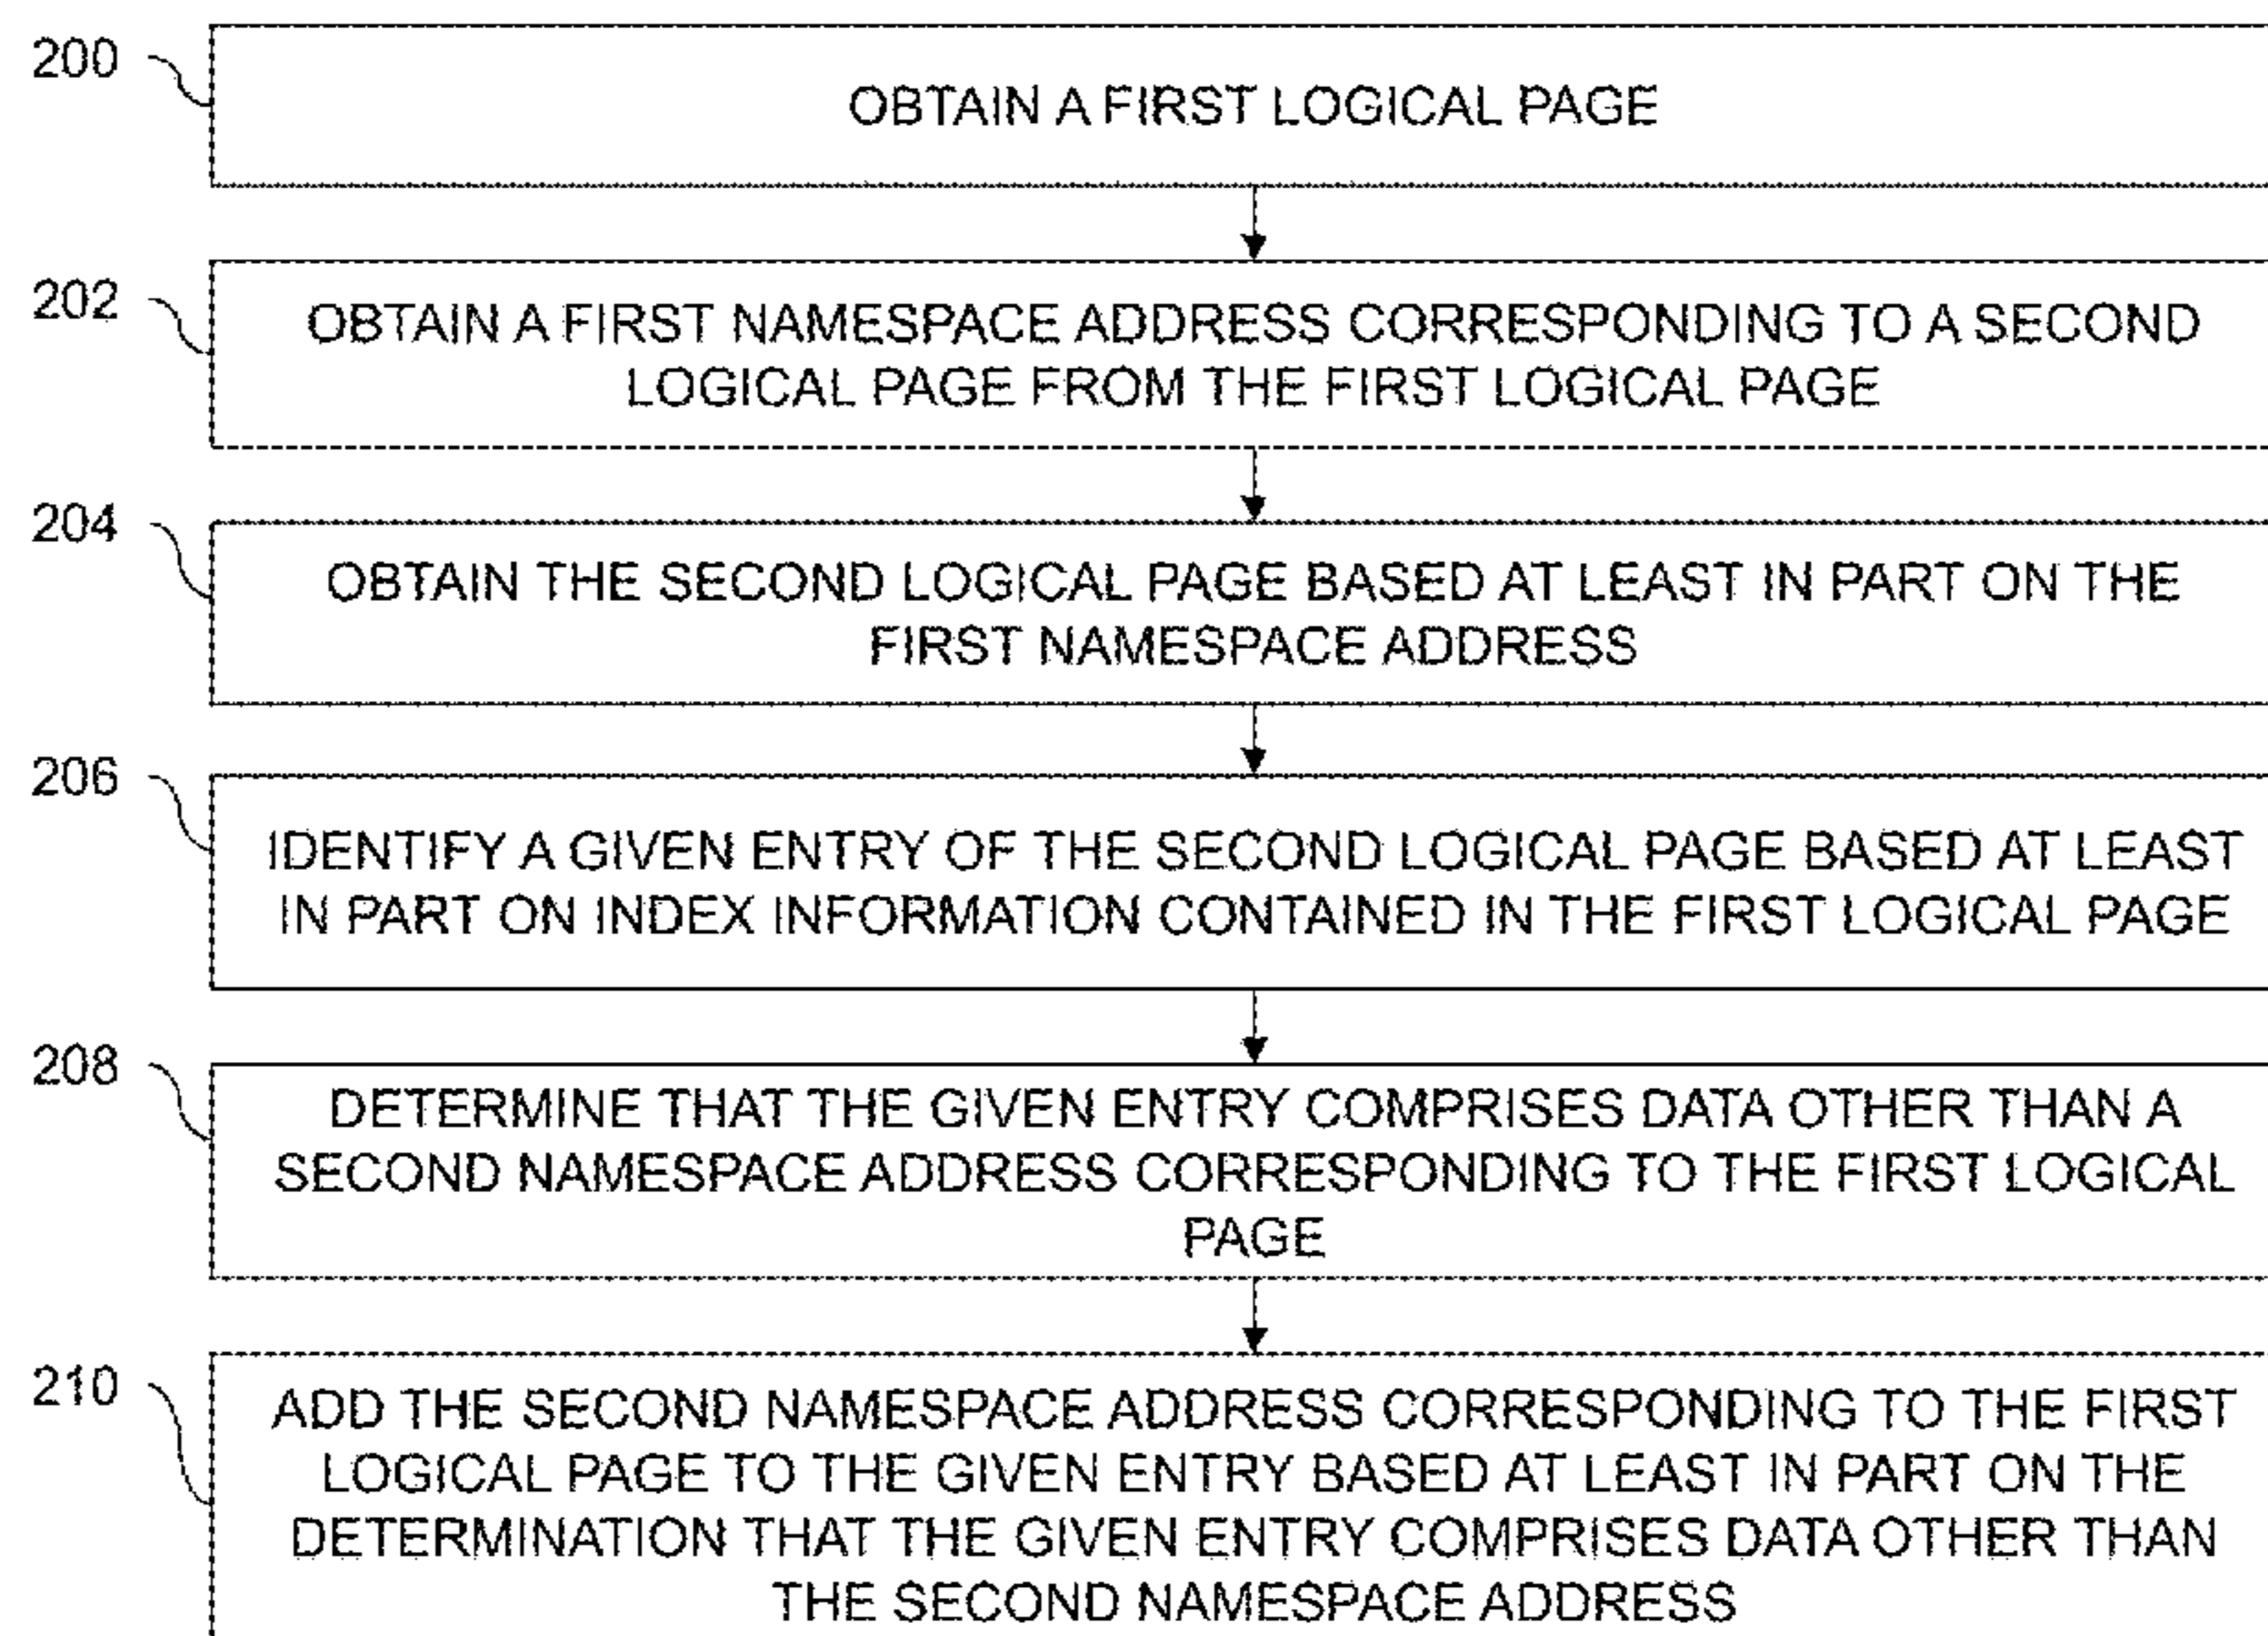 200
OBTAIN A FIRST LOGICAL PAGE
202
OBTAIN A FIRST NAMESPACE ADDRESS CORRESPONDING TO A SECOND
LOGICAL PAGE FROM THE FIRST LOGICAL PAGE
204
OBTAIN THE SECOND LOGICAL PAGE BASED AT LEAST IN PART ON THE
FIRST NAMESPACE ADDRESS
206
IDENTIFY A GIVEN ENTRY OF THE SECOND LOGICAL PAGE BASED AT LEAST
IN PART ON INDEX INFORMATION CONTAINED IN THE FIRST LOGICAL PAGE
208
DETERMINE THAT THE GIVEN ENTRY COMPRISES DATA OTHER THAN A
SECOND NAMESPACE ADDRESS CORRESPONDING TO THE FIRST LOGICAL
PAGE
210
ADD THE SECOND NAMESPACE ADDRESS CORRESPONDING TO THE FIRST
LOGICAL PAGE TO THE GIVEN ENTRY BASED AT LEAST IN PART ON THE
DETERMINATION THAT THE GIVEN ENTRY COMPRISES DATA OTHER THAN
THE SECOND NAMESPACE ADDRESS